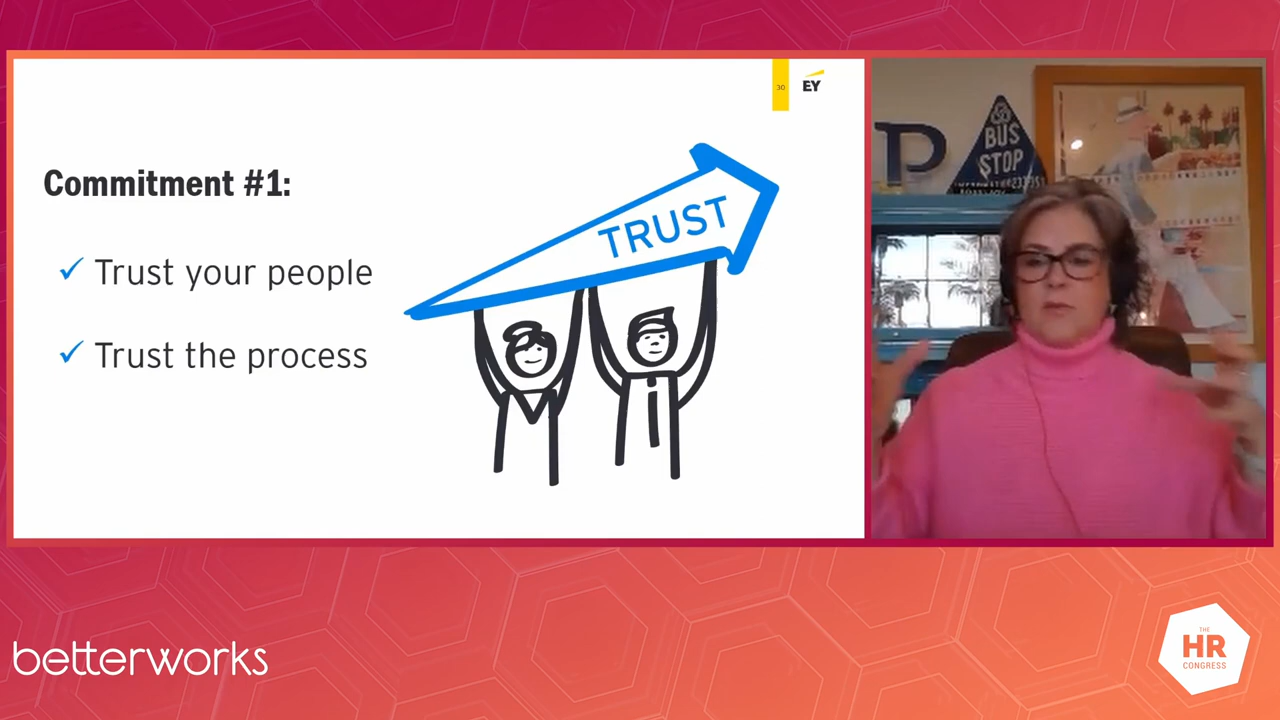 30
EY
Commitment #1:
Trust your people
Trust the process
TRUST
P
BUS
STOP
betterworks
THE
HR
CONGRESS